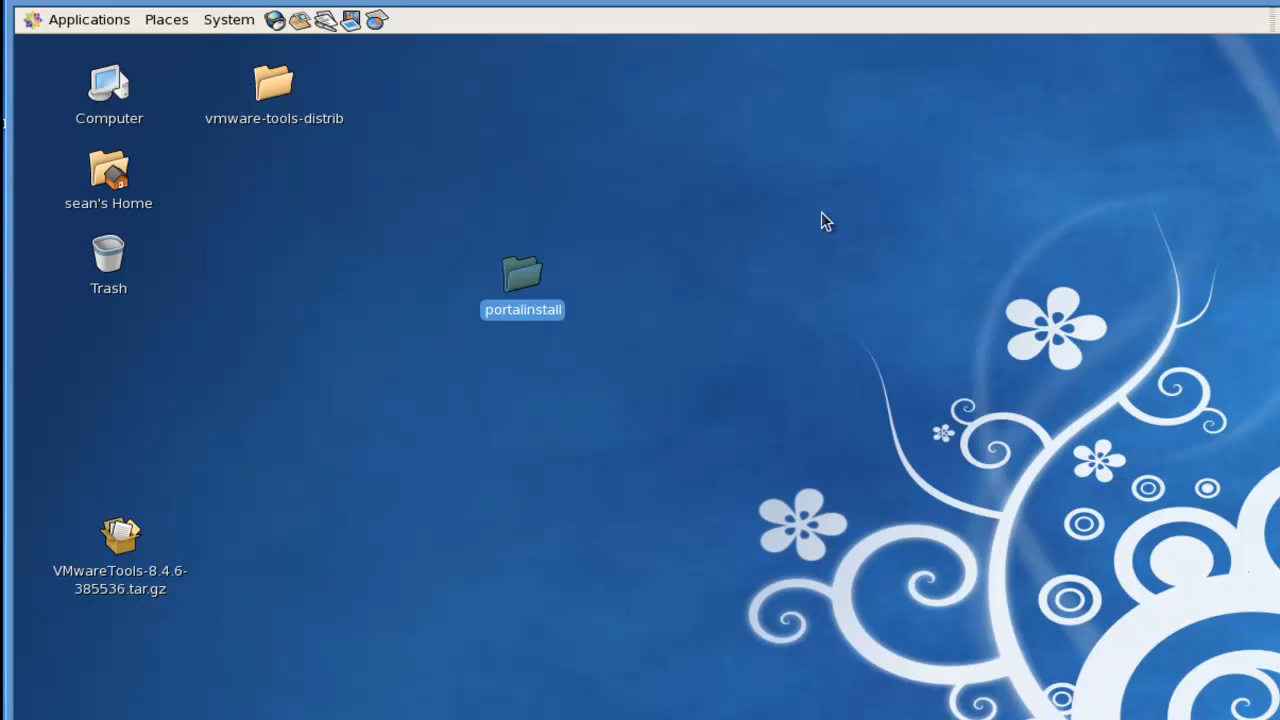 Applications Places System
Computer
vmware-tools-distrib
sean's Home
Trash
portalinstall
VMwareTools-8.4.6-
385536.tar.gz